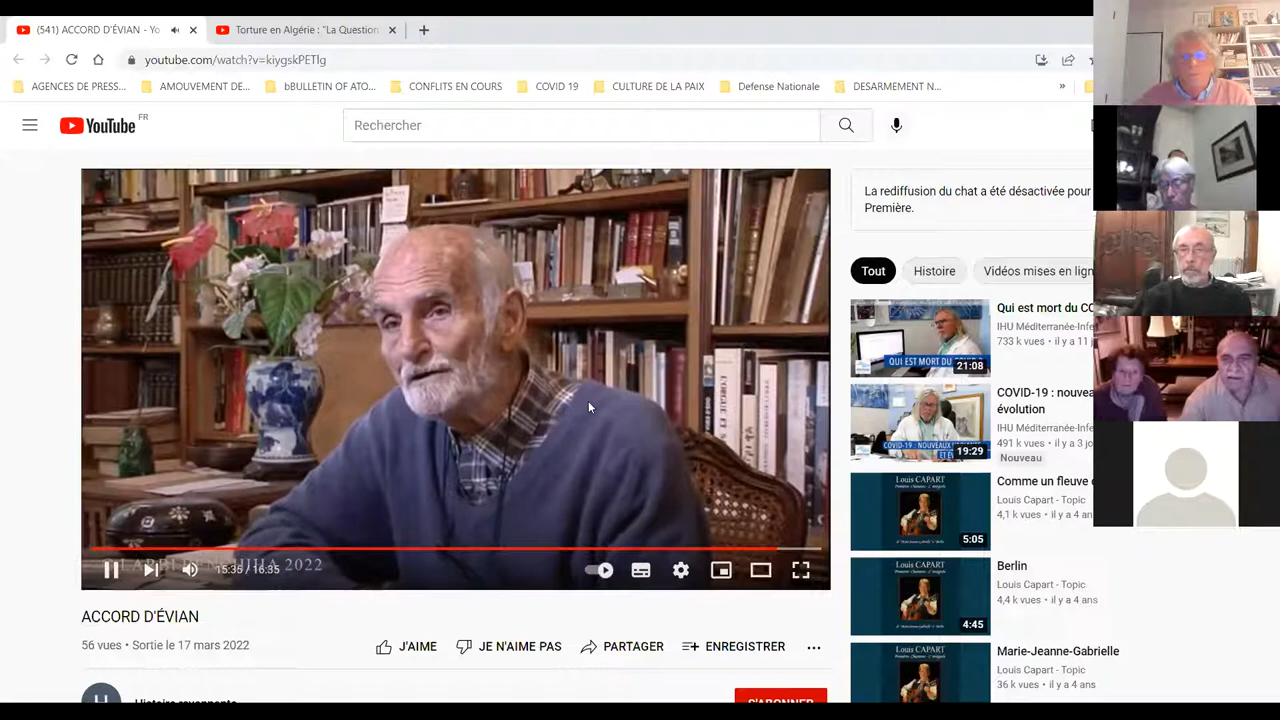 (541) ACCORD D'ÉVIAN - Yo
Torture en Algérie : "La Question
youtube.com/watch?v=kiygskPETlg
AGENCES DE PRESS...
AMOUVEMENT DE...
bBULLETIN OF ATO...
CONFLITS EN COURS
CULTURE DE LA PAIX
Defense Nationale
DESARMEMENT N...
YouTube FR
Rechercher
La rediffusion du chat a été désactivée pour
Première.
Tout
Histoire
Vidéos mises en lign
QUI EST MORT DU
21:08
Qui est mort du CO
IHU Méditerranée-Infe
733 k vues • il y a 11 j
COVID-19 : NOUVEAUX
19:29
COVID-19 : nouvea
évolution
IHU Méditerranée-Infe
491 k vues • il y a 3 jo
Nouveau
Louis CAPART
5:05
Comme un fleuve
Louis Capart - Topic
4,1 k vues • il y a 4 an
Louis CAPART
4:45
Berlin
Louis Capart - Topic
4,4 k vues • il y a 4 ans
Louis CAPART
Marie-Jeanne-Gabrielle
Louis Capart - Topic
36 k vues • il y a 4 ans
2022
15:35 / 16:35
ACCORD D'ÉVIAN
56 vues • Sortie le 17 mars 2022
J'AIME
JE N'AIME PAS
PARTAGER
ENREGISTRER
S'ABONNER